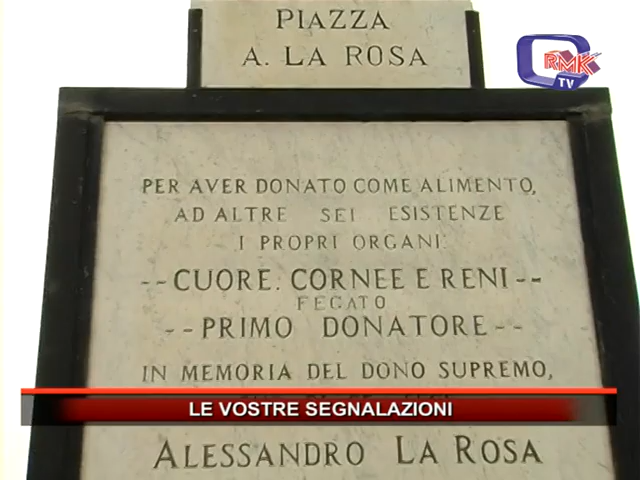 PIAZZA
A. LA ROSA
RMK
TV
PER AVER DONATO COME ALIMENTO,
AD ALTRE SEI ESISTENZE
I PROPRI ORGANI:
--CUORE. CORNEE E RENI--
FEGATO
--PRIMO DONATORE--
IN MEMORIA DEL DONO SUPREMO,
LE VOSTRE SEGNALAZIONI
ALESSANDRO LA ROSA